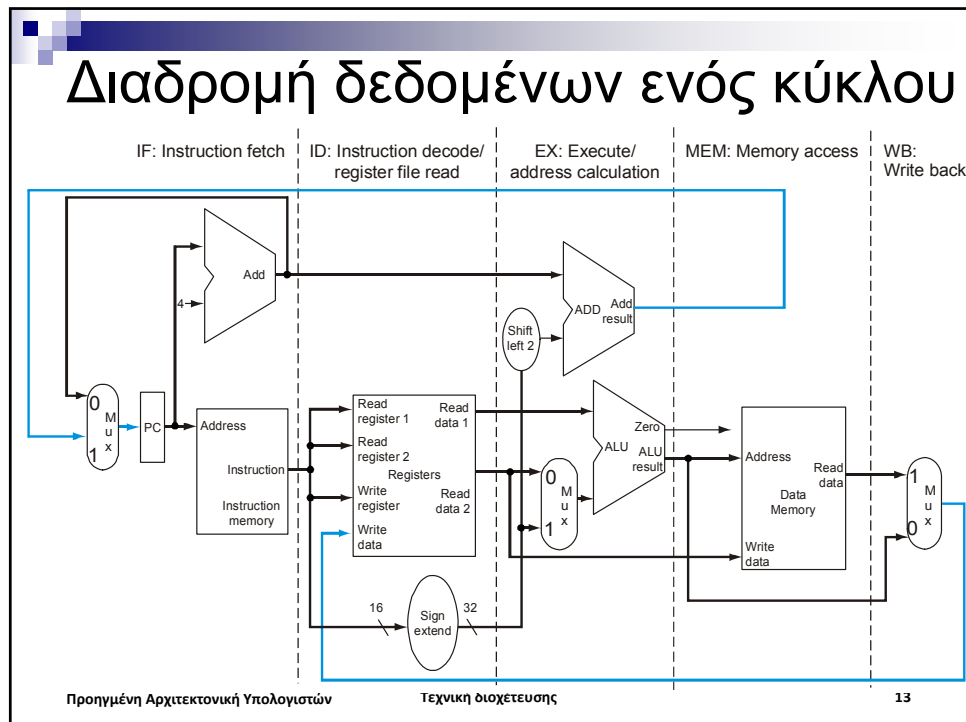 Διαδρομή δεδομένων ενός κύκλου
IF: Instruction fetch
ID: Instruction decode/
register file read
EX: Execute/
address calculation
MEM: Memory access
WB:
Write back
Add
4
ADD
Add
result
Shift
left 2
0
M
u
x
1
PC
Address
Instruction
Instruction
memory
Read
register 1
Read
register 2
Write
register
Write
data
Registers
Read
data 1
Read
data 2
0
M
u
x
1
Zero
ALU
ALU
result
Address
Read
data
Data
Memory
Write
data
1
M
u
x
0
16
Sign
extend
32
Προηγμένη Αρχιτεκτονική Υπολογιστών
Τεχνική διοχέτευσης
13